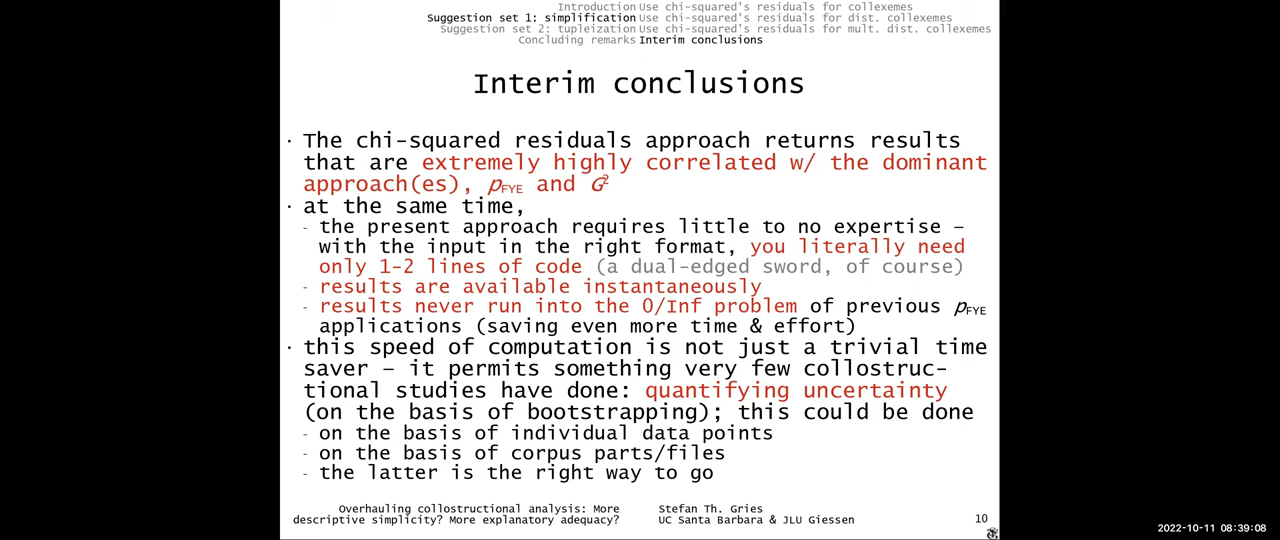 Introduction Use chi-squared's residuals for collexemes
Suggestion set 1: simplification Use chi-squared's residuals for dist. collexemes
Suggestion set 2: tupleization Use chi-squared's residuals for mult. dist. collexemes
Concluding remarks Interim conclusions
Interim conclusions
· The chi-squared residuals approach returns results
that are extremely highly correlated w/ the dominant
approach(es), pFYE and G²
· at the same time,
- the present approach requires little to no expertise –
with the input in the right format, you literally need
only 1-2 lines of code (a dual-edged sword, of course)
- results are available instantaneously
- results never run into the 0/Inf problem of previous pFYE
applications (saving even more time & effort)
· this speed of computation is not just a trivial time
saver – it permits something very few collostruc-
tional studies have done: quantifying uncertainty
(on the basis of bootstrapping); this could be done
- on the basis of individual data points
- on the basis of corpus parts/files
- the latter is the right way to go
Overhauling collostructional analysis: More
descriptive simplicity? More explanatory adequacy?
Stefan Th. Gries
UC Santa Barbara & JLU Giessen
10
2022-10-11 08:39:08